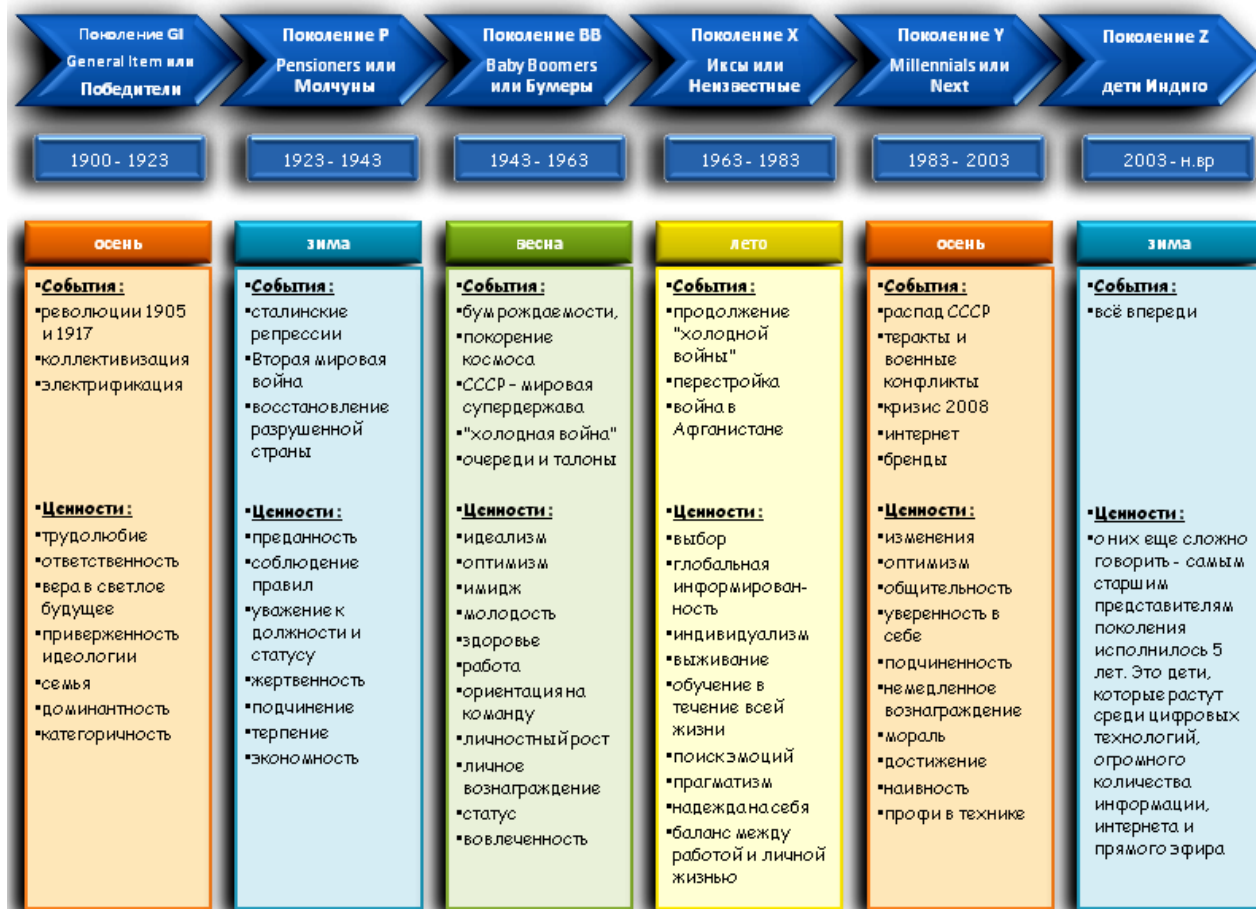 Поколение GI
General Item или
Победители
Поколение P
Pensioners или
Молчуны
Поколение BB
Baby Boomers
или Бумеры
Поколение X
Иксы или
Неизвестные
Поколение Y
Millennials или
Next
Поколение Z
дети Индиго
1900 - 1923
1923 - 1943
1943 - 1963
1963 - 1983
1983 - 2003
2003 - н.вр
осень
▪События:
▪революции 1905
и 1917
▪коллективизация
▪электрификация
▪Ценности:
▪трудолюбие
▪ответственность
▪вера в светлое
будущее
▪приверженность
идеологии
▪семья
▪доминантность
▪категоричность
зима
▪События:
▪сталинские
репрессии
▪Вторая мировая
война
▪восстановление
разрушенной
страны
▪Ценности:
▪преданность
▪соблюдение
правил
▪уважение к
должности и
статусу
▪жертвенность
▪подчинение
▪терпение
▪экономность
весна
▪События:
▪бум рождаемости,
▪покорение
космоса
▪СССР – мировая
супердержава
▪"холодная война"
▪очереди и талоны
▪Ценности:
▪идеализм
▪оптимизм
▪имидж
▪молодость
▪здоровье
▪работа
▪ориентация на
команду
▪личностный рост
▪личное
вознаграждение
▪статус
▪вовлеченность
лето
▪События:
▪продолжение
"холодной
войны"
▪перестройка
▪война в
Афганистане
▪Ценности:
▪выбор
▪глобальная
информирован-
ность
▪индивидуализм
▪выживание
▪обучение в
течение всей
жизни
▪поиск эмоций
▪прагматизм
▪надежда на себя
▪баланс между
работой и личной
жизнью
осень
▪События:
▪распад СССР
▪теракты и
военные
конфликты
▪кризис 2008
▪интернет
▪бренды
▪Ценности:
▪изменения
▪оптимизм
▪общительность
▪уверенность в
себе
▪подчиненность
▪немедленное
вознаграждение
▪мораль
▪достижение
▪наивность
▪профи в технике
зима
▪События:
▪всё впереди
▪Ценности:
▪о них еще сложно
говорить - самым
старшим
представителям
поколения
исполнилось 5
лет. Это дети,
которые растут
среди цифровых
технологий,
огромного
количества
информации,
интернета и
прямого эфира